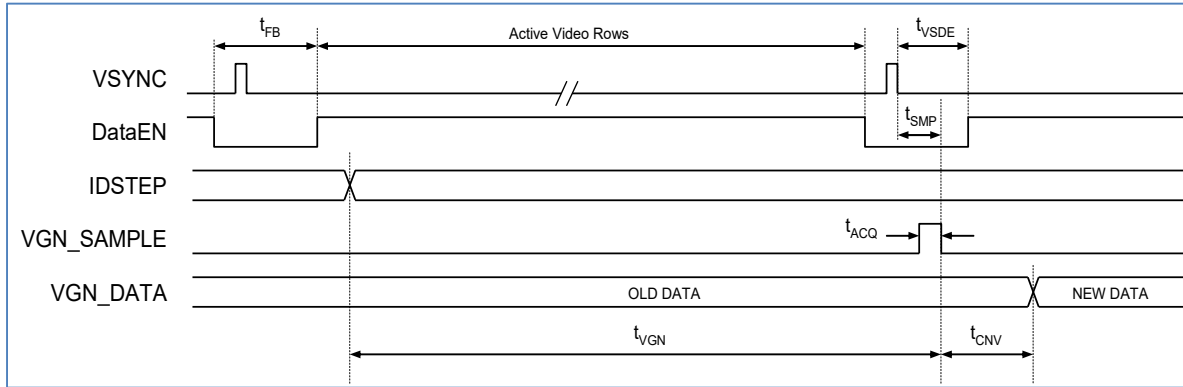 tFB
Active Video Rows
tVSDE
VSYNC
tSMP
DataEN
IDSTEP
VGN_SAMPLE
tACQ
VGN_DATA
OLD DATA
NEW DATA
tVGN
tCNV